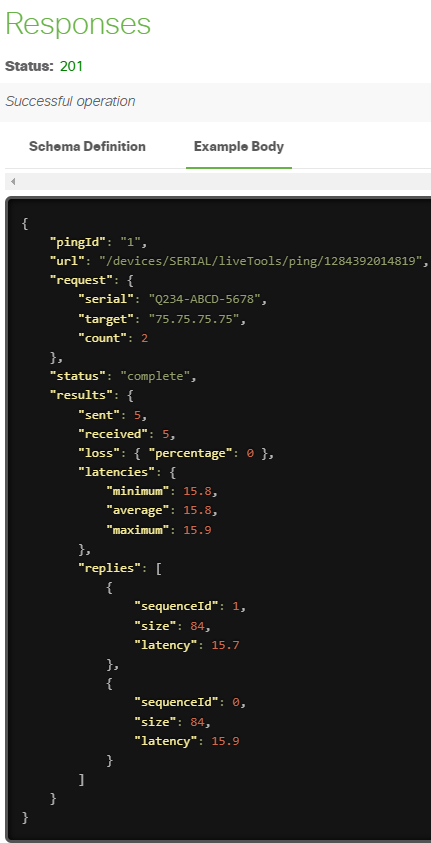 Responses
Status: 201
Successful operation
Schema Definition Example Body
{
    "pingId": "1",
    "url": "/devices/SERIAL/liveTools/ping/1284392014819",
    "request": {
        "serial": "Q234-ABCD-5678",
        "target": "75.75.75.75",
        "count": 2
    },
    "status": "complete",
    "results": {
        "sent": 5,
        "received": 5,
        "loss": { "percentage": 0 },
        "latencies": {
            "minimum": 15.8,
            "average": 15.8,
            "maximum": 15.9
        },
        "replies": [
            {
                "sequenceId": 1,
                "size": 84,
                "latency": 15.7
            },
            {
                "sequenceId": 0,
                "size": 84,
                "latency": 15.9
            }
        ]
    }
}